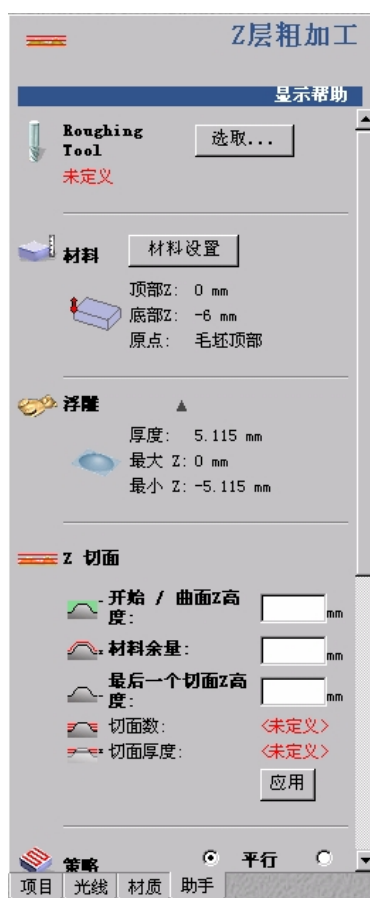 Z层粗加工
显示帮助
Roughing Tool
选取...
未定义
材料
材料设置
顶部Z: 0 mm
底部Z: -6 mm
原点: 毛坯顶部
浮雕
厚度: 5.115 mm
最大 Z: 0 mm
最小 Z: -5.115 mm
Z 切面
开始 / 曲面Z高度: mm
材料余量: mm
最后一个切面Z高度: mm
切面数: <未定义>
切面厚度: <未定义>
应用
策略
平行
项目 光线 材质 助手